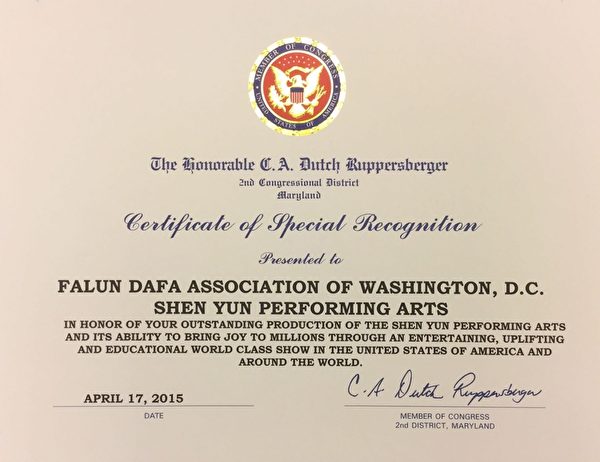 MEMBER OF CONGRESS
UNITED STATES OF AMERICA
The Honorable C. A. Dutch Ruppersberger
2nd Congressional District
Maryland
Certificate of Special Recognition
Presented to
FALUN DAFA ASSOCIATION OF WASHINGTON, D.C.
SHEN YUN PERFORMING ARTS
IN HONOR OF YOUR OUTSTANDING PRODUCTION OF THE SHEN YUN PERFORMING ARTS
AND ITS ABILITY TO BRING JOY TO MILLIONS THROUGH AN ENTERTAINING, UPLIFTING
AND EDUCATIONAL WORLD CLASS SHOW IN THE UNITED STATES OF AMERICA AND
AROUND THE WORLD.
C. A Dutch Ruppersberger
APRIL 17, 2015
DATE
MEMBER OF CONGRESS
2nd DISTRICT, MARYLAND